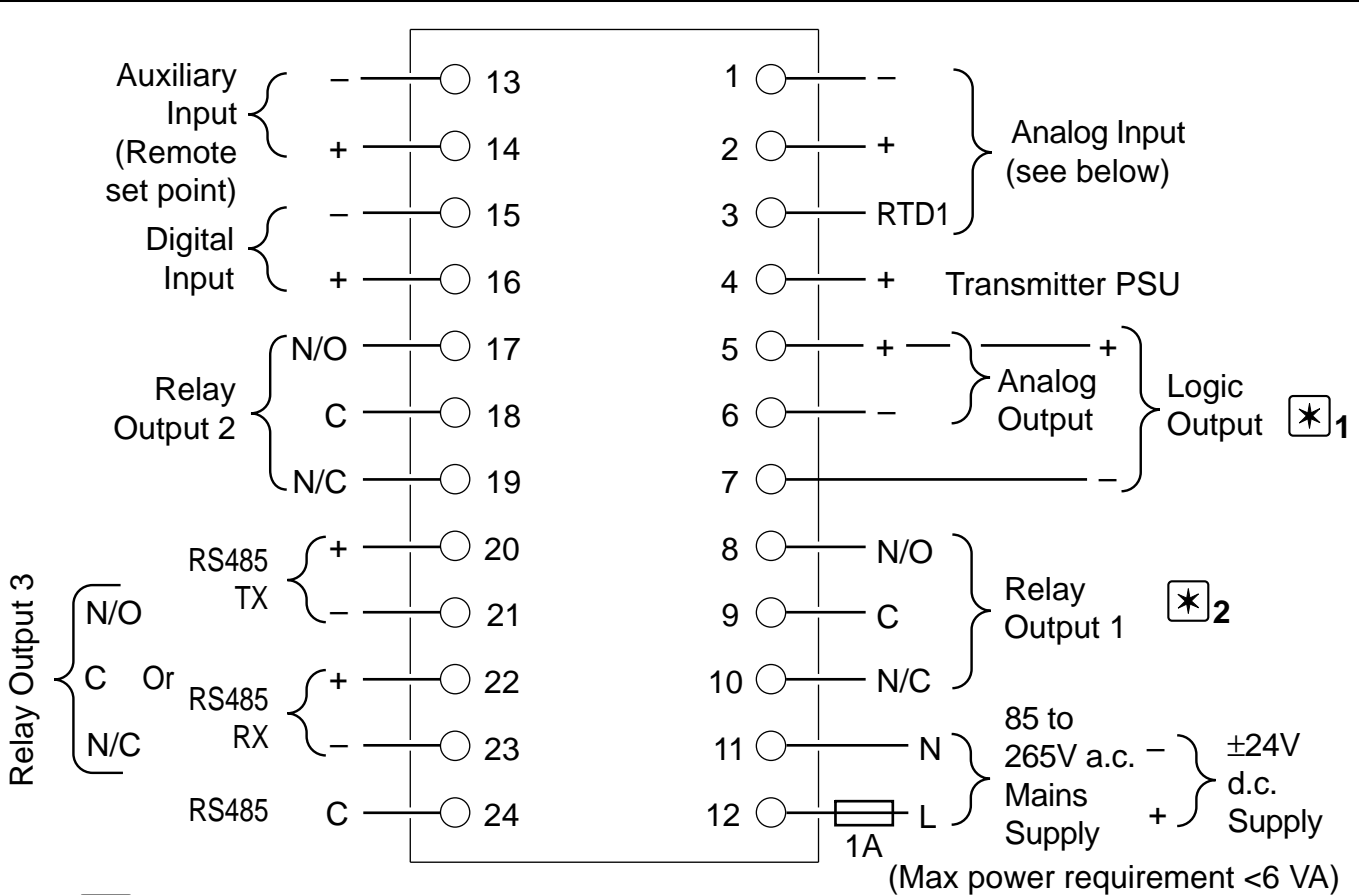 Auxiliary
Input
(Remote
set point)
– 13
+ 14
Digital
Input
– 15
+ 16
Relay
Output 2
N/O 17
C 18
N/C 19
RS485
TX
+ 20
– 21
RS485
RX
+ 22
– 23
RS485 C 24
Relay Output 3
N/O
C Or
N/C
1 –
2 +
3 RTD1
Analog Input
(see below)
4 + Transmitter PSU
5 + +
6 –
7 –
Analog
Output
Logic
Output ✶1
8 N/O
9 C
10 N/C
Relay
Output 1
✶2
11 N
12 L
1A
85 to
265V a.c.
Mains
Supply
–
+
±24V
d.c.
Supply
(Max power requirement <6 VA)